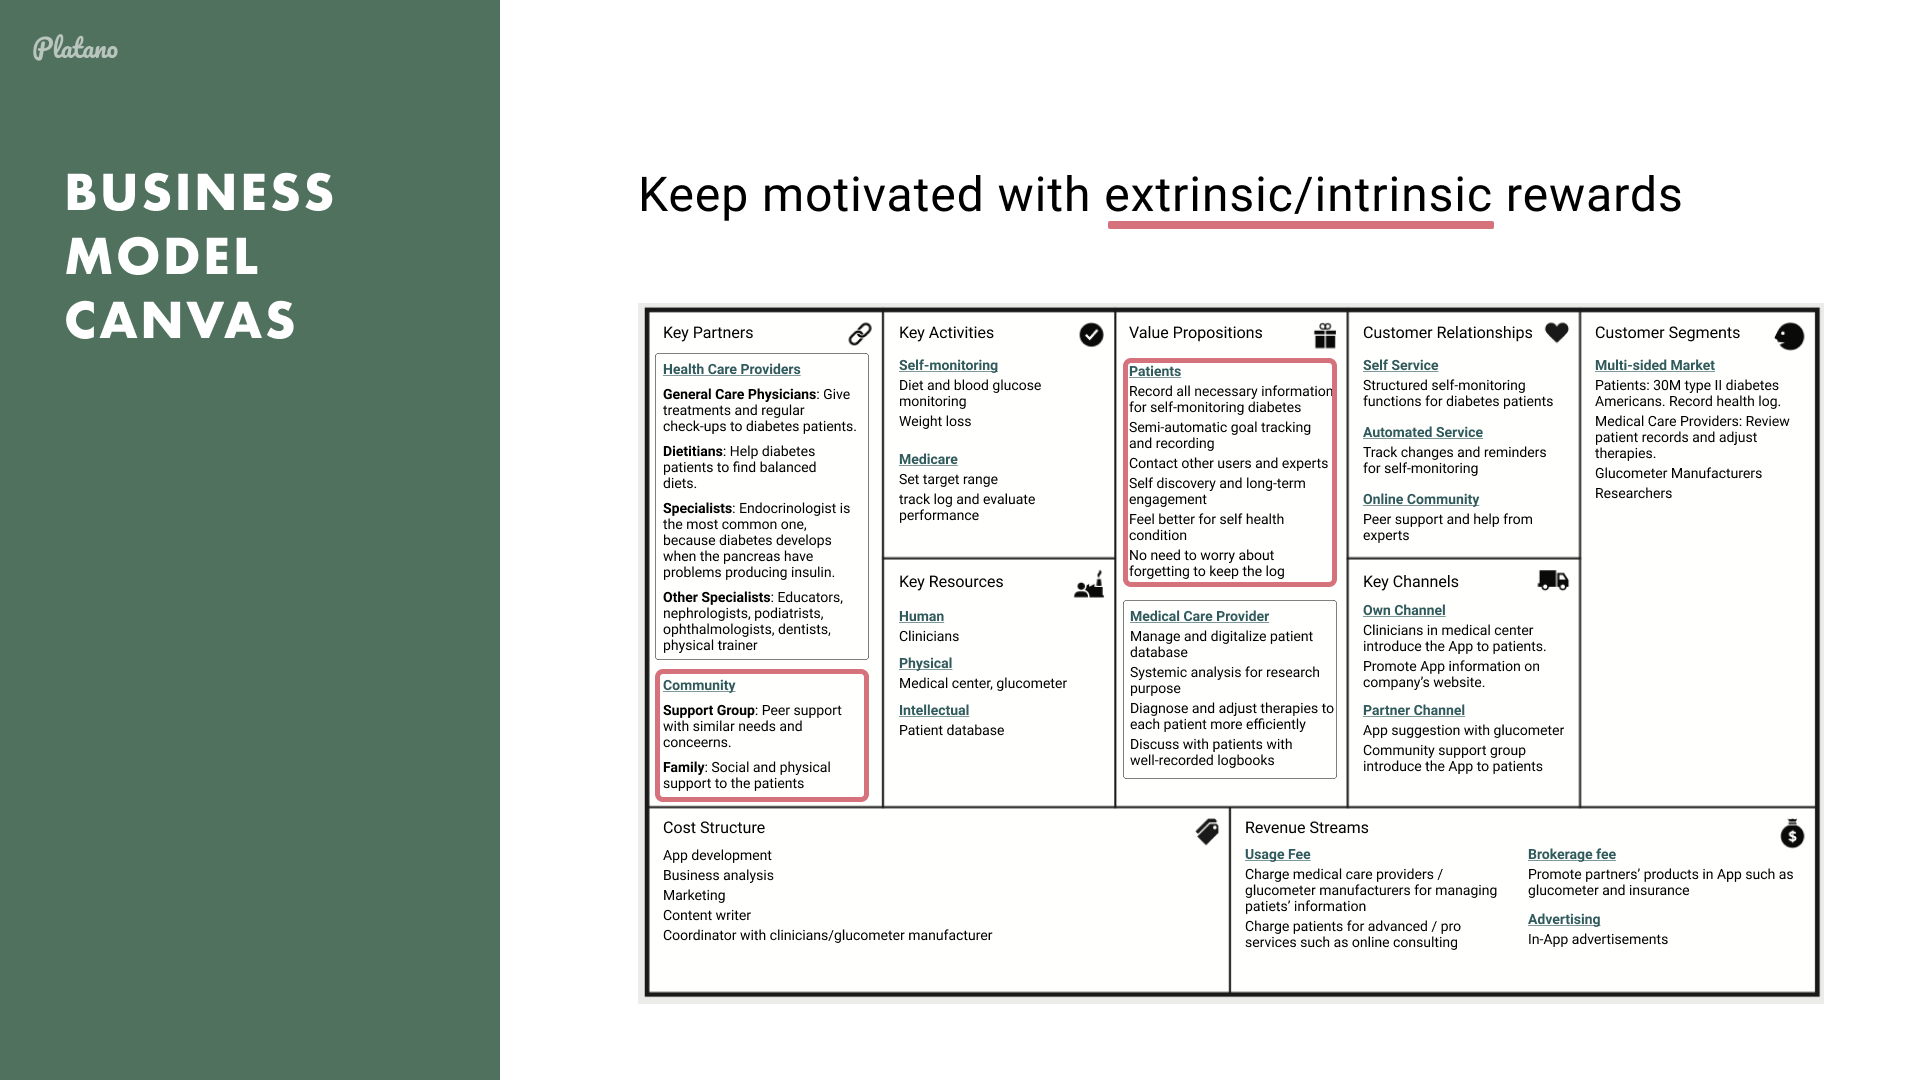 Platano
BUSINESS
MODEL
CANVAS
Keep motivated with extrinsic/intrinsic rewards
Key Partners
Health Care Providers
General Care Physicians: Give
treatments and regular
check-ups to diabetes patients.
Dietitians: Help diabetes
patients to find balanced
diets.
Specialists: Endocrinologist is
the most common one,
because diabetes develops
when the pancreas have
problems producing insulin.
Other Specialists: Educators,
nephrologists, podiatrists,
ophthalmologists, dentists,
physical trainer
Community
Support Group: Peer support
with similar needs and
conceerns.
Family: Social and physical
support to the patients
Key Activities
Self-monitoring
Diet and blood glucose
monitoring
Weight loss
Medicare
Set target range
track log and evaluate
performance
Key Resources
Human
Clinicians
Physical
Medical center, glucometer
Intellectual
Patient database
Value Propositions
Patients
Record all necessary information
for self-monitoring diabetes
Semi-automatic goal tracking
and recording
Contact other users and experts
Self discovery and long-term
engagement
Feel better for self health
condition
No need to worry about
forgetting to keep the log
Medical Care Provider
Manage and digitalize patient
database
Systemic analysis for research
purpose
Diagnose and adjust therapies to
each patient more efficiently
Discuss with patients with
well-recorded logbooks
Customer Relationships
Self Service
Structured self-monitoring
functions for diabetes patients
Automated Service
Track changes and reminders
for self-monitoring
Online Community
Peer support and help from
experts
Key Channels
Own Channel
Clinicians in medical center
introduce the App to patients.
Promote App information on
company's website.
Partner Channel
App suggestion with glucometer
Community support group
introduce the App to patients
Customer Segments
Multi-sided Market
Patients: 30M type II diabetes
Americans. Record health log.
Medical Care Providers: Review
patient records and adjust
therapies.
Glucometer Manufacturers
Researchers
Cost Structure
App development
Business analysis
Marketing
Content writer
Coordinator with clinicians/glucometer manufacturer
Revenue Streams
Usage Fee
Charge medical care providers /
glucometer manufacturers for managing
patiets' information
Charge patients for advanced / pro
services such as online consulting
Brokerage fee
Promote partners' products in App such as
glucometer and insurance
Advertising
In-App advertisements
$